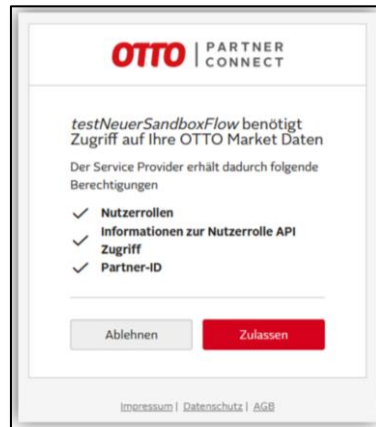 OTTO | PARTNER
CONNECT
testNeuerSandboxFlow benötigt
Zugriff auf Ihre OTTO Market Daten
Der Service Provider erhält dadurch folgende
Berechtigungen
Nutzerrollen
Informationen zur Nutzerrolle API
Zugriff
Partner-ID
Ablehnen Zulassen
Impressum | Datenschutz | AGB